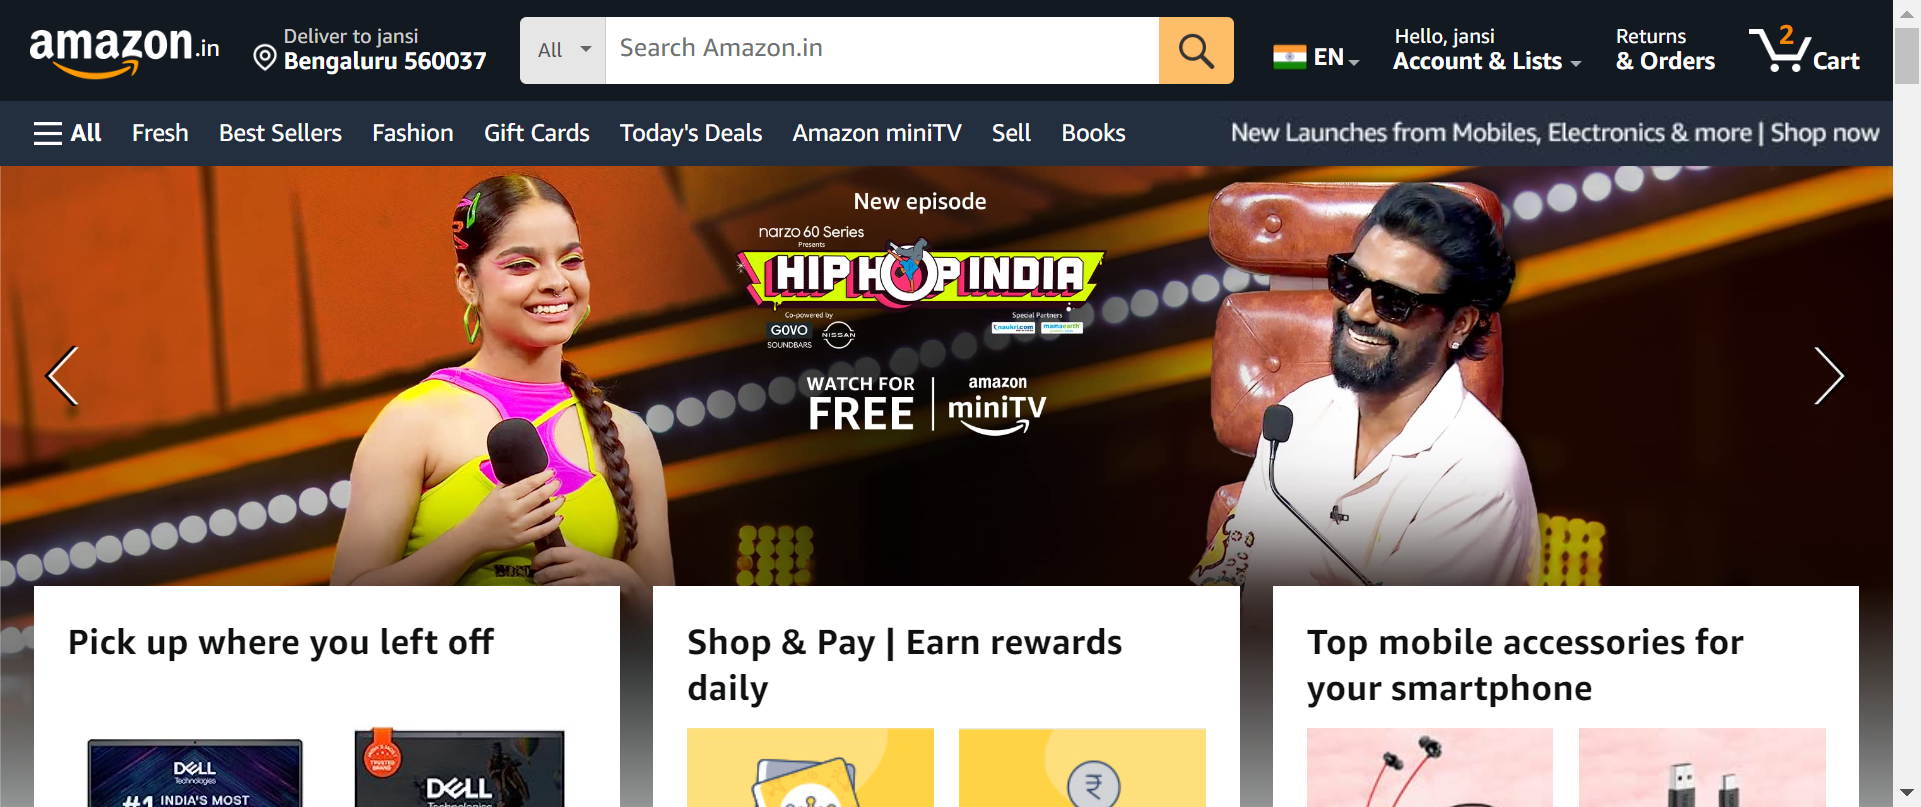 amazon.in
Deliver to jansi
Bengaluru 560037
All
Search Amazon.in
EN
Hello, jansi
Account & Lists
Returns
& Orders
2
Cart
All
Fresh
Best Sellers
Fashion
Gift Cards
Today's Deals
Amazon miniTV
Sell
Books
New Launches from Mobiles, Electronics & more | Shop now
New episode
narzo 60 Series
Presents
HIP HOP INDIA
Co-powered by
GOVO
SOUNDBARS
NISSAN
Special Partners
naukri.com
mamaearth
WATCH FOR
FREE
amazon
miniTV
Pick up where you left off
DELL
Technologies
#1 INDIA'S MOST
TRUSTED
BRAND
DELL
Technologies
Shop & Pay | Earn rewards
daily
₹
Top mobile accessories for
your smartphone